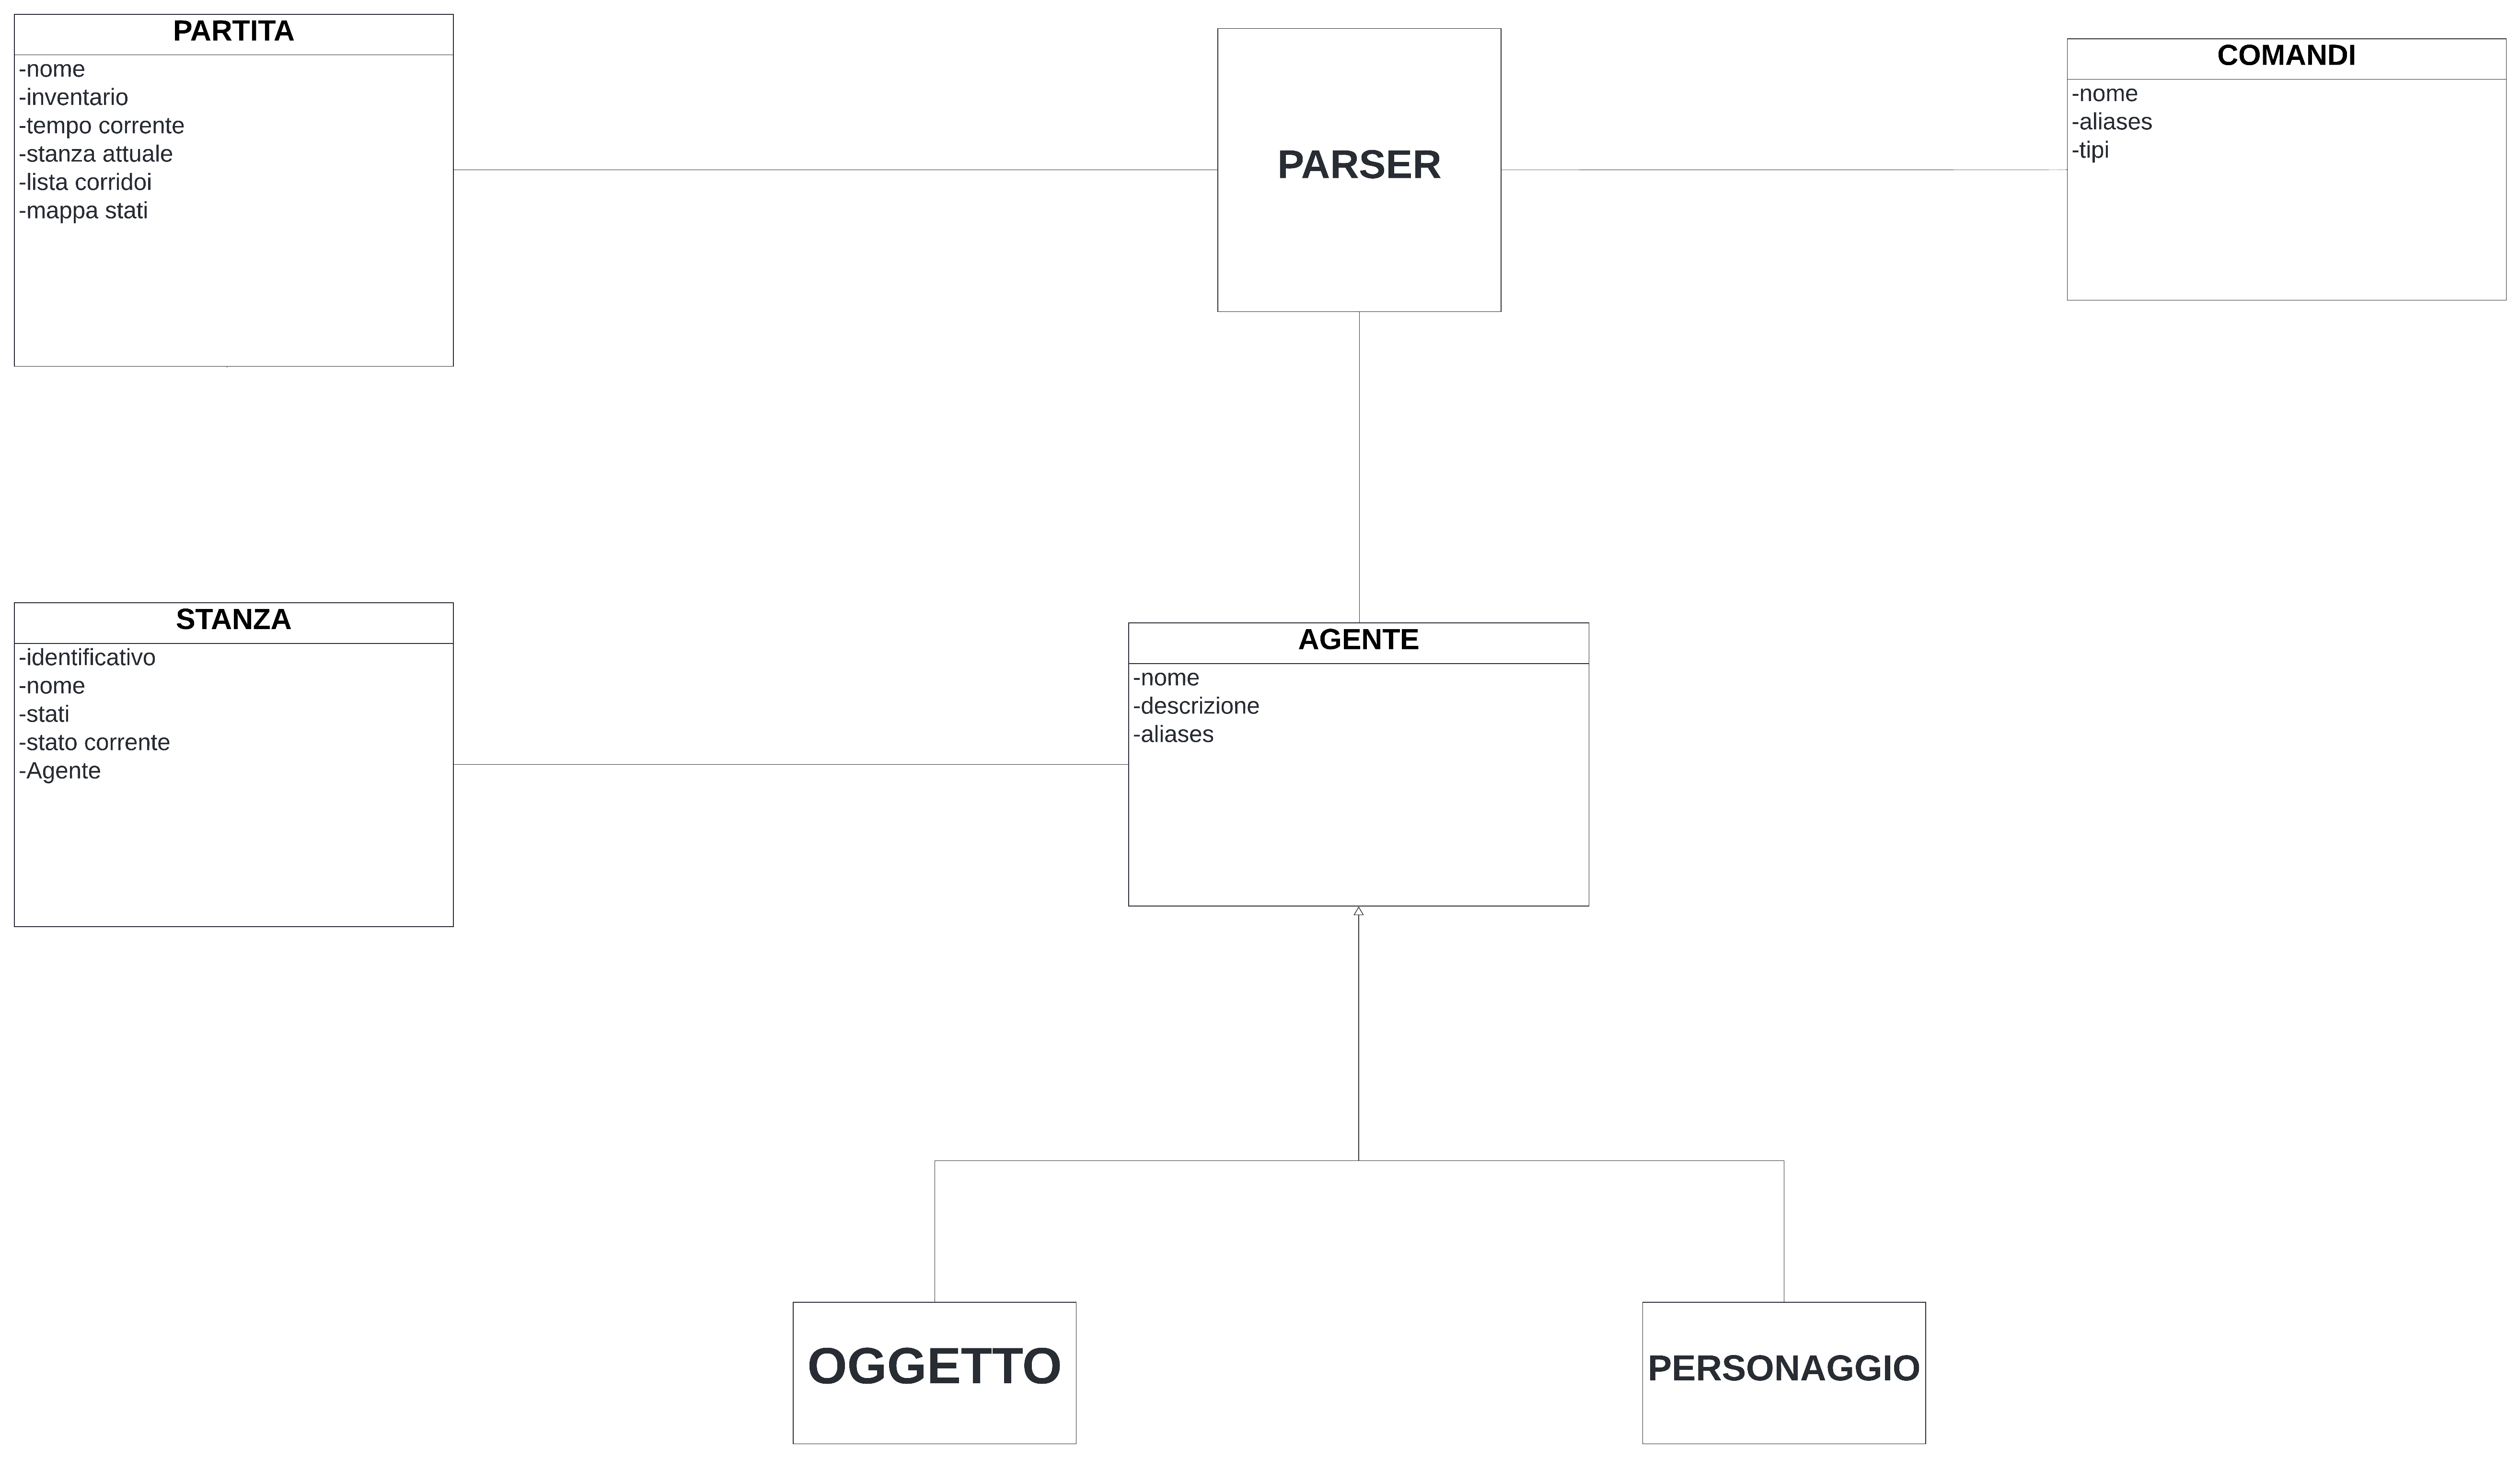 PARTITA
-nome
-inventario
-tempo corrente
-stanza attuale
-lista corridoi
-mappa stati
PARSER
COMANDI
-nome
-aliases
-tipi
STANZA
-identificativo
-nome
-stati
-stato corrente
-Agente
AGENTE
-nome
-descrizione
-aliases
OGGETTO
PERSONAGGIO